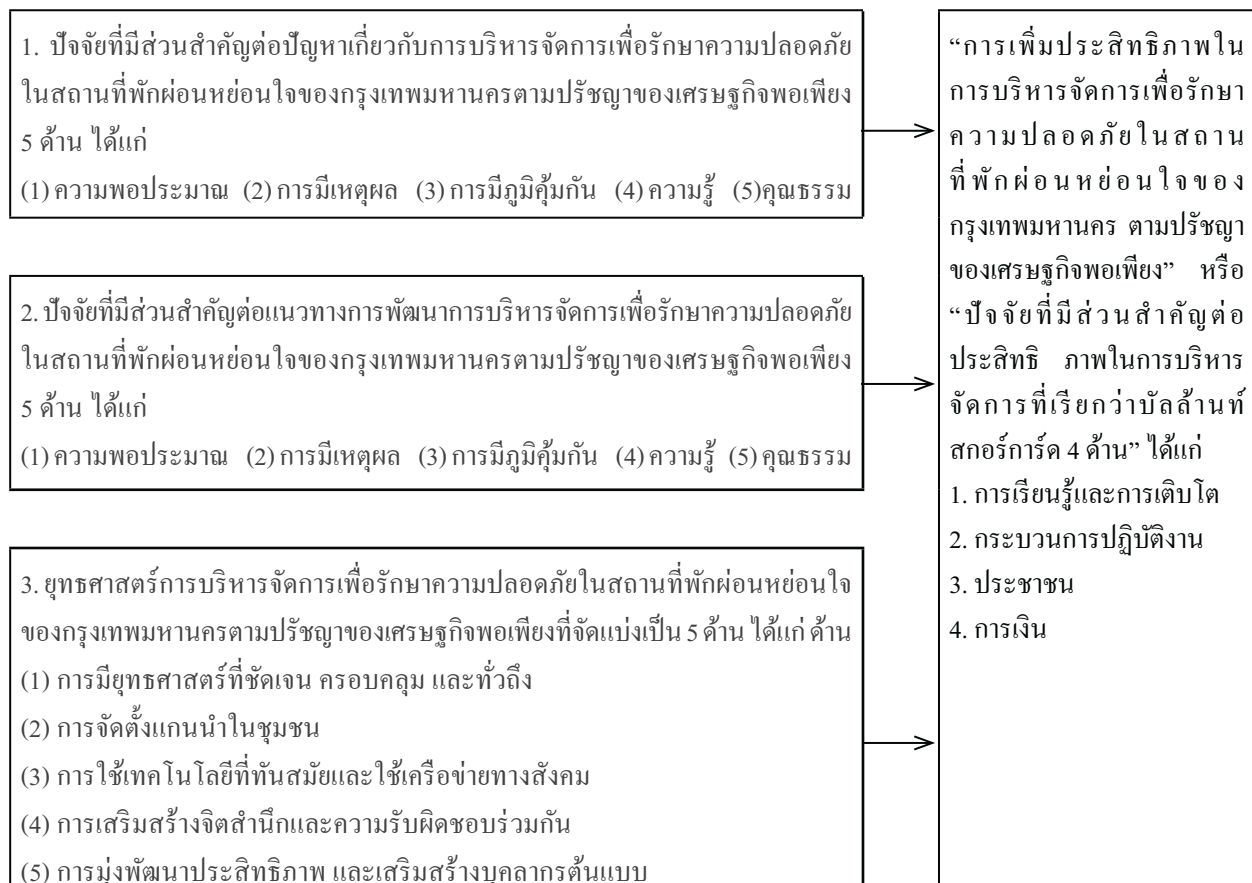 1. ปัจจัยที่มีส่วนสำคัญต่อปัญหาเกี่ยวกับการบริหารจัดการเพื่อรักษาความปลอดภัย
ในสถานที่พักผ่อนหย่อนใจของกรุงเทพมหานครตามปรัชญาของเศรษฐกิจพอเพียง
5 ด้าน ได้แก่
(1) ความพอประมาณ (2) การมีเหตุผล (3) การมีภูมิคุ้มกัน (4) ความรู้ (5)คุณธรรม
2. ปัจจัยที่มีส่วนสำคัญต่อแนวทางการพัฒนาการบริหารจัดการเพื่อรักษาความปลอดภัย
ในสถานที่พักผ่อนหย่อนใจของกรุงเทพมหานครตามปรัชญาของเศรษฐกิจพอเพียง
5 ด้าน ได้แก่
(1) ความพอประมาณ (2) การมีเหตุผล (3) การมีภูมิคุ้มกัน (4) ความรู้ (5) คุณธรรม
3. ยุทธศาสตร์การบริหารจัดการเพื่อรักษาความปลอดภัยในสถานที่พักผ่อนหย่อนใจ
ของกรุงเทพมหานครตามปรัชญาของเศรษฐกิจพอเพียงที่จัดแบ่งเป็น 5 ด้าน ได้แก่ ด้าน
(1) การมียุทธศาสตร์ที่ชัดเจน ครอบคลุม และทั่วถึง
(2) การจัดตั้งแกนนำในชุมชน
(3) การใช้เทคโนโลยีที่ทันสมัยและใช้เครือข่ายทางสังคม
(4) การเสริมสร้างจิตสำนึกและความรับผิดชอบร่วมกัน
(5) การมุ่งพัฒนาประสิทธิภาพ และเสริมสร้างบุคลากรต้นแบบ
“การเพิ่มประสิทธิภาพใน
การบริหารจัดการเพื่อรักษา
ความปลอดภัยในสถาน
ที่พักผ่อนหย่อนใจของ
กรุงเทพมหานคร ตามปรัชญา
ของเศรษฐกิจพอเพียง” หรือ
“ปัจจัยที่มีส่วนสำคัญต่อ
ประสิทธิ ภาพในการบริหาร
จัดการที่เรียกว่าบัลล้านท์
สกอร์การ์ด 4 ด้าน” ได้แก่
1. การเรียนรู้และการเติบโต
2. กระบวนการปฏิบัติงาน
3. ประชาชน
4. การเงิน